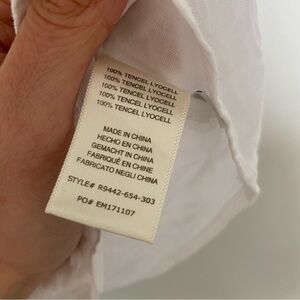 100% TENCEL LYOCELL
100% TENCEL LYOCELL
100% TENCEL LYOCELL
100% TENCEL LYOCELL
100% TENCEL LYOCELL
MADE IN CHINA
HECHO EN CHINA
GEMACHT IN CHINA
FABRIQUÉ EN CHINE
FABRICATO NEGLI CHINA
STYLE# R9442-654-303
PO# EM171107